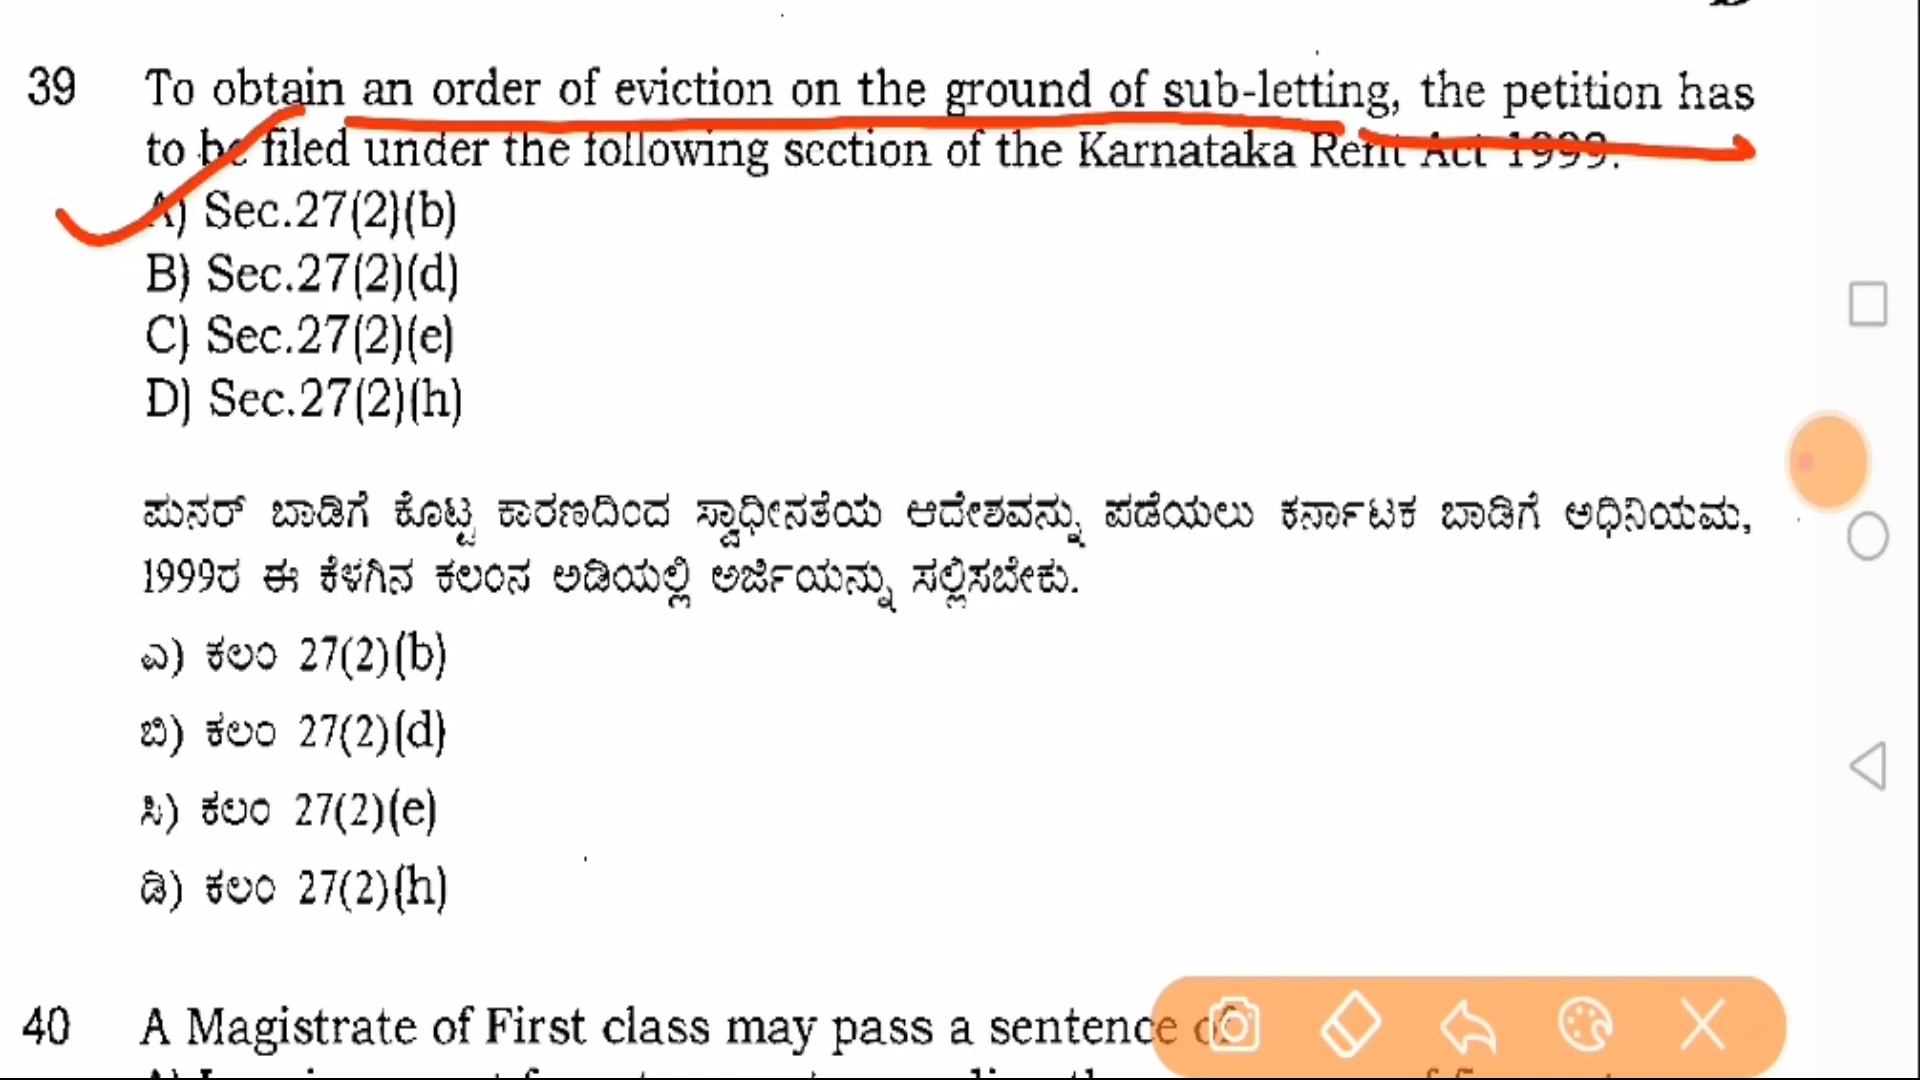 39 To obtain an order of eviction on the ground of sub-letting, the petition has
to be filed under the following section of the Karnataka Rent Act 1999.
A) Sec.27(2)(b)
B) Sec.27(2)(d)
C) Sec.27(2)(e)
D) Sec.27(2)(h)
ಪುನರ್ ಬಾಡಿಗೆ ಕೊಟ್ಟ ಕಾರಣದಿಂದ ಸ್ವಾಧೀನತೆಯ ಆದೇಶವನ್ನು ಪಡೆಯಲು ಕರ್ನಾಟಕ ಬಾಡಿಗೆ ಅಧಿನಿಯಮ,
1999ರ ಈ ಕೆಳಗಿನ ಕಲಂನ ಅಡಿಯಲ್ಲಿ ಅರ್ಜಿಯನ್ನು ಸಲ್ಲಿಸಬೇಕು.
ಎ) ಕಲಂ 27(2)(b)
ಬಿ) ಕಲಂ 27(2)(d)
ಸಿ) ಕಲಂ 27(2)(e)
ಡಿ) ಕಲಂ 27(2)(h)
40 A Magistrate of First class may pass a sentence of